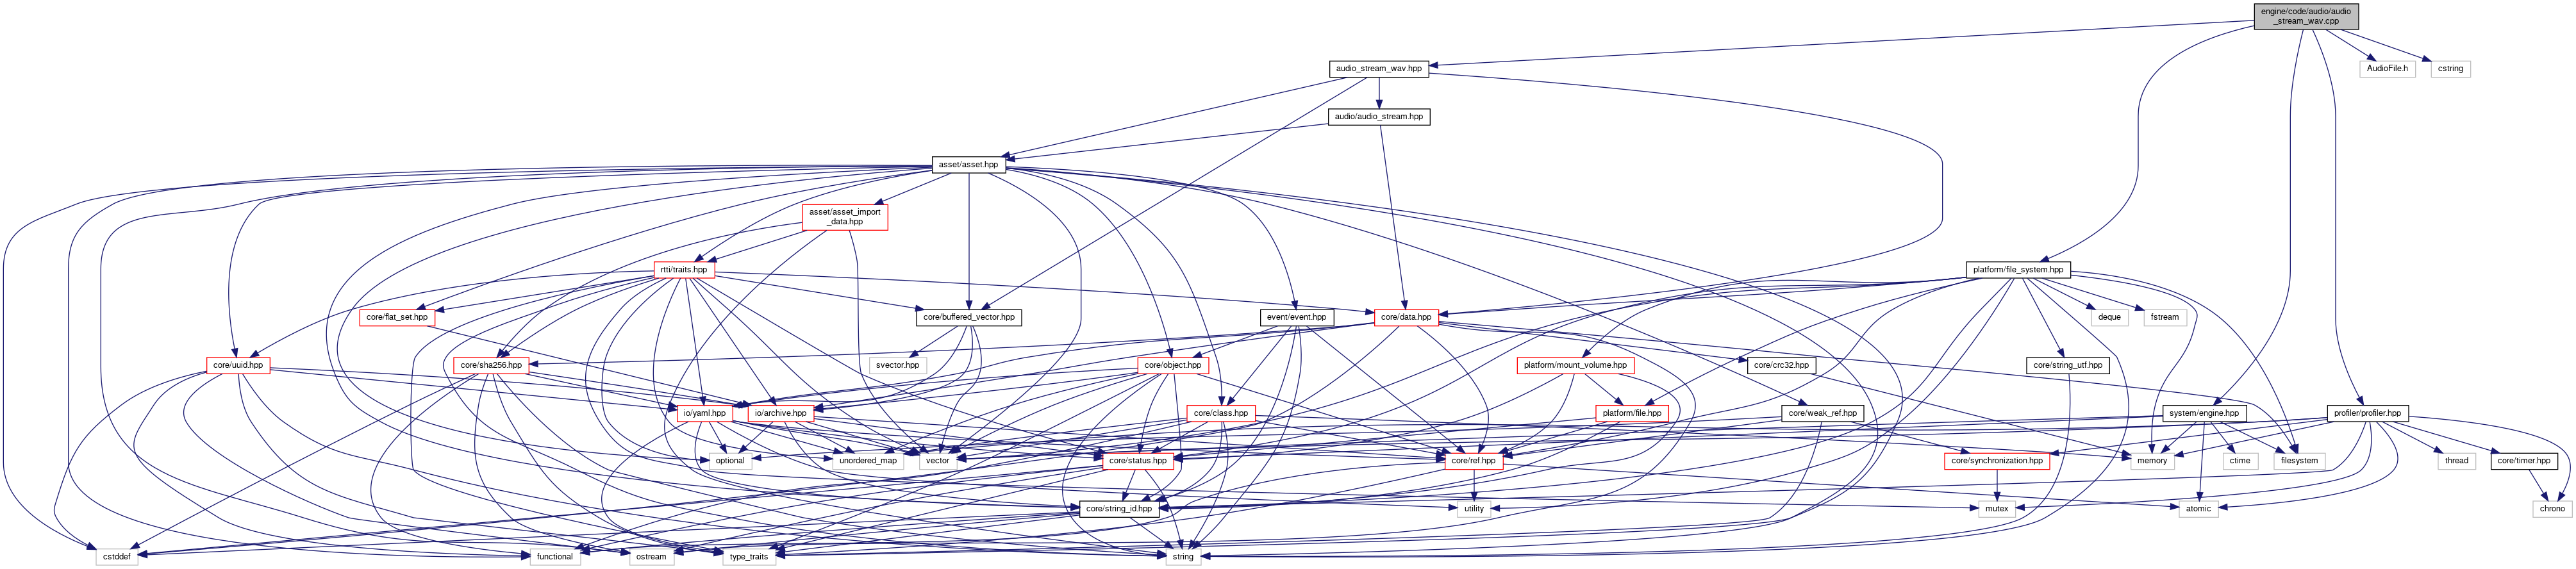 engine/code/audio/audio
_stream_wav.cpp
audio_stream_wav.hpp
AudioFile.h
cstring
audio/audio_stream.hpp
asset/asset.hpp
asset/asset_import
_data.hpp
rtti/traits.hpp
platform/file_system.hpp
core/flat_set.hpp
core/buffered_vector.hpp
event/event.hpp
core/data.hpp
deque
fstream
core/uuid.hpp
core/sha256.hpp
svector.hpp
core/object.hpp
platform/mount_volume.hpp
core/crc32.hpp
core/string_utf.hpp
io/yaml.hpp
io/archive.hpp
core/class.hpp
platform/file.hpp
core/weak_ref.hpp
system/engine.hpp
profiler/profiler.hpp
optional
unordered_map
vector
core/status.hpp
core/ref.hpp
core/synchronization.hpp
memory
ctime
filesystem
thread
core/timer.hpp
core/string_id.hpp
utility
mutex
atomic
chrono
cstddef
functional
ostream
type_traits
string